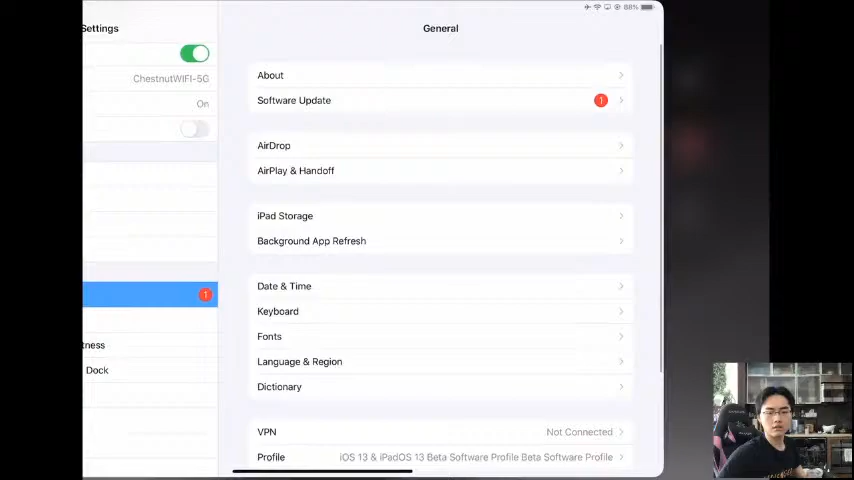 88%
Settings
General
ChestnutWIFI-5G
On
About
Software Update 1
AirDrop
AirPlay & Handoff
iPad Storage
Background App Refresh
Date & Time
1
Keyboard
Fonts
tness
Language & Region
Dock
Dictionary
VPN Not Connected
Profile iOS 13 & iPadOS 13 Beta Software Profile Beta Software Profile